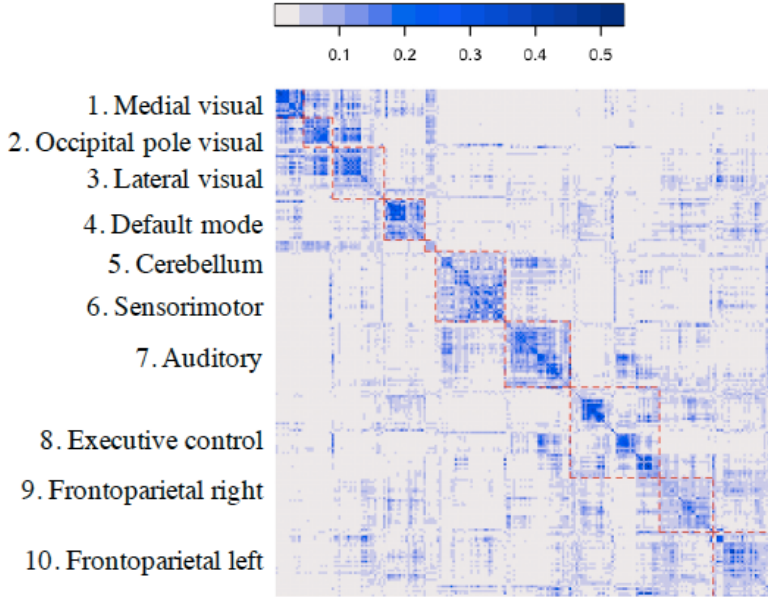 0.1 0.2 0.3 0.4 0.5
1. Medial visual
2. Occipital pole visual
3. Lateral visual
4. Default mode
5. Cerebellum
6. Sensorimotor
7. Auditory
8. Executive control
9. Frontoparietal right
10. Frontoparietal left